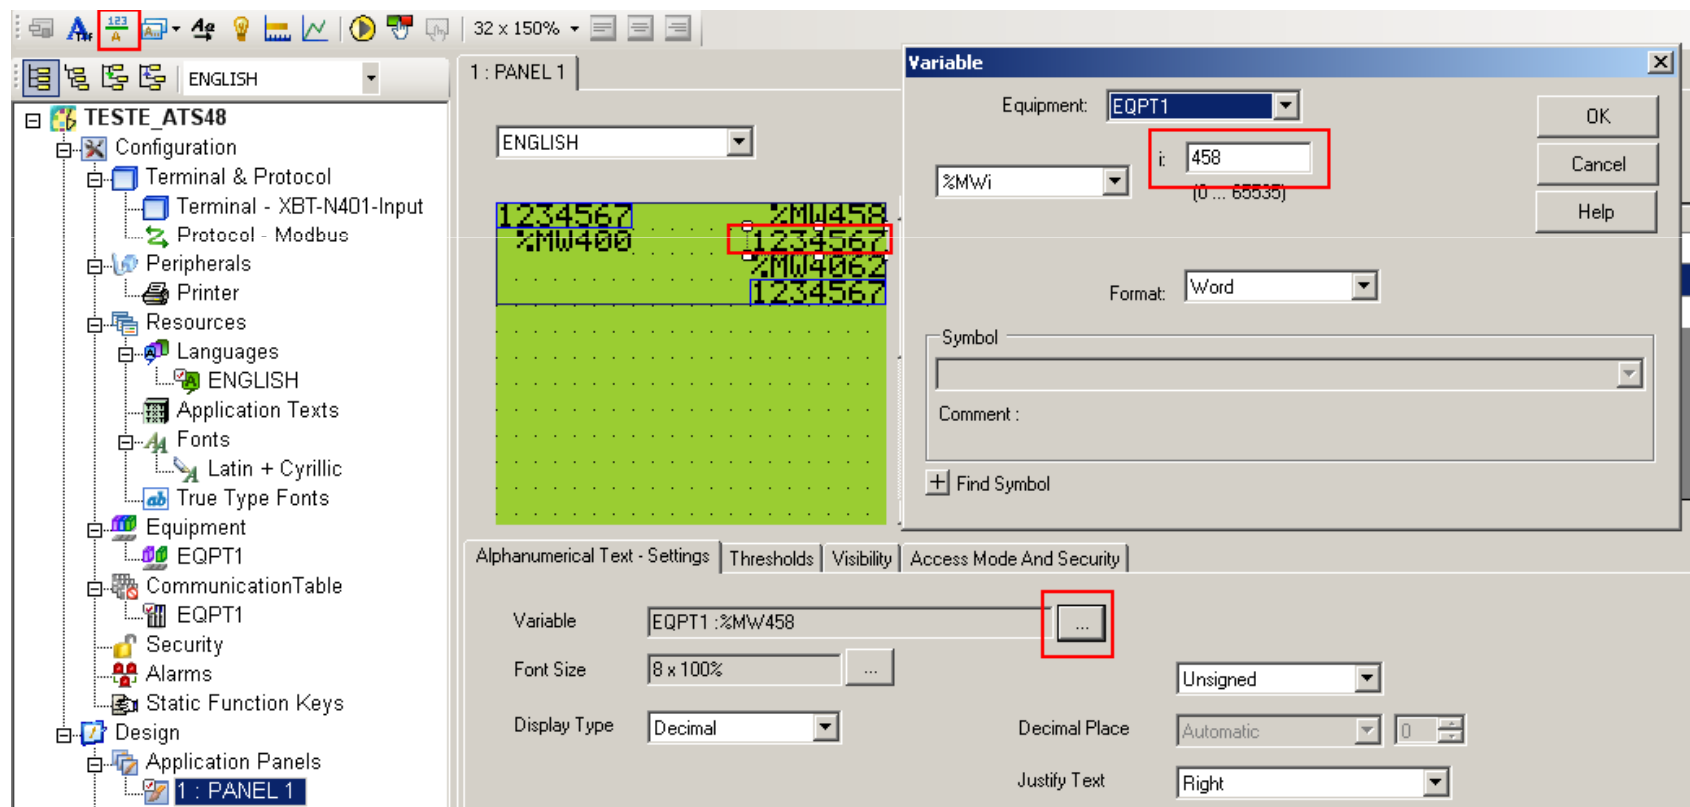 123
A
32 x 150%
ENGLISH
TESTE_ATS48
Configuration
Terminal & Protocol
Terminal - XBT-N401-Input
Protocol - Modbus
Peripherals
Printer
Resources
Languages
ENGLISH
Application Texts
Fonts
Latin + Cyrillic
True Type Fonts
Equipment
EQPT1
CommunicationTable
EQPT1
Security
Alarms
Static Function Keys
Design
Application Panels
1 : PANEL 1
1 : PANEL 1
ENGLISH
1234567 %MW458
%MW400 1234567
%MW4062
1234567
Variable
Equipment: EQPT1
OK
%MWi
i: 458
(0 ... 65535)
Cancel
Help
Format: Word
Symbol
Comment :
+ Find Symbol
Alphanumerical Text - Settings Thresholds Visibility Access Mode And Security
Variable EQPT1 :%MW458 ...
Font Size 8 x 100% ... Unsigned
Display Type Decimal Decimal Place Automatic 0
Justify Text Right